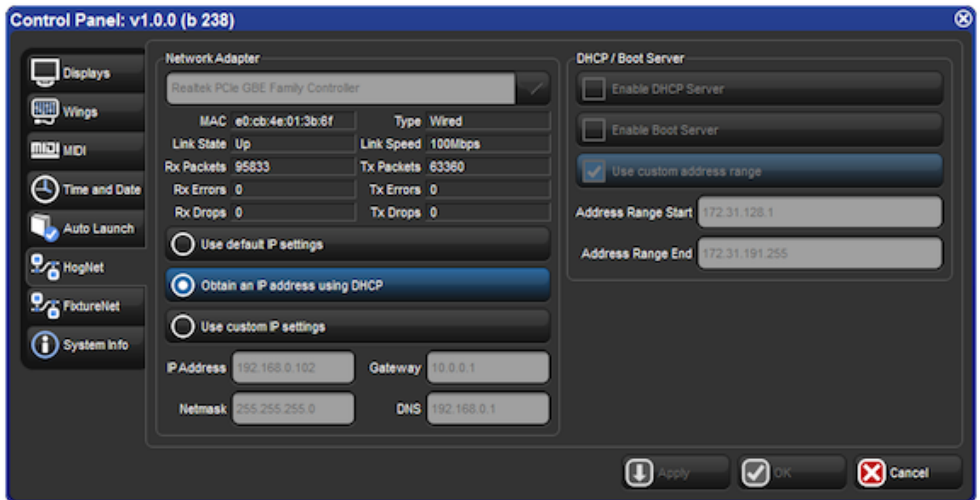 Control Panel: v1.0.0 (b 238)
Displays
Wings
MIDI
Time and Date
Auto Launch
HogNet
FixtureNet
System Info
Network Adapter
Realtek PCIe GBE Family Controller
MAC e0:cb:4e:01:3b:6f Type Wired
Link State Up Link Speed 100Mbps
Rx Packets 95833 Tx Packets 63360
Rx Errors 0 Tx Errors 0
Rx Drops 0 Tx Drops 0
Use default IP settings
Obtain an IP address using DHCP
Use custom IP settings
IP Address 192.168.0.102 Gateway 10.0.0.1
Netmask 255.255.255.0 DNS 192.168.0.1
DHCP / Boot Server
Enable DHCP Server
Enable Boot Server
Use custom address range
Address Range Start 172.31.128.1
Address Range End 172.31.191.255
Apply OK Cancel